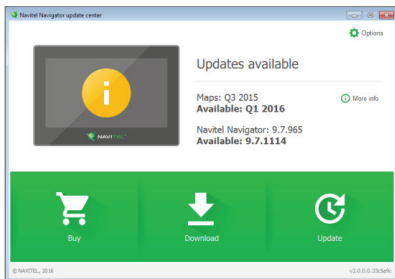 Navitel Navigator update center
Options
Updates available
Maps: Q3 2015
More info
Available: Q1 2016
Navitel Navigator: 9.7.965
Available: 9.7.1114
NAVITEL
Buy
Download
Update
© NAVITEL, 2016